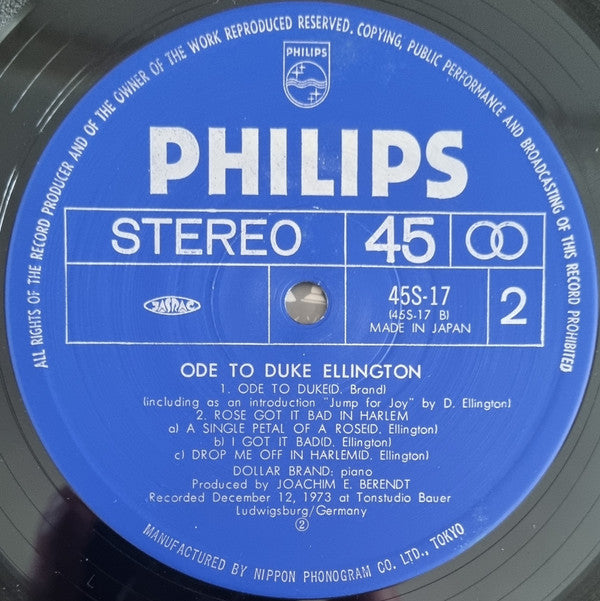 ALL RIGHTS OF THE RECORD PRODUCER AND OF THE OWNER OF THE WORK REPRODUCED RESERVED. COPYING, PUBLIC PERFORMANCE AND BROADCASTING OF THIS RECORD PROHIBITED
PHILIPS
PHILIPS
STEREO 45
JASRAC
45S-17
(45S-17 B)
MADE IN JAPAN
2
ODE TO DUKE ELLINGTON
1. ODE TO DUKE(D. Brand)
(including as an introduction "Jump for Joy" by D. Ellington)
2. ROSE GOT IT BAD IN HARLEM
a) A SINGLE PETAL OF A ROSE(D. Ellington)
b) I GOT IT BAD(D. Ellington)
c) DROP ME OFF IN HARLEM(D. Ellington)
DOLLAR BRAND: piano
Produced by JOACHIM E. BERENDT
Recorded December 12, 1973 at Tonstudio Bauer
Ludwigsburg/Germany
②
MANUFACTURED BY NIPPON PHONOGRAM CO. LTD., TOKYO